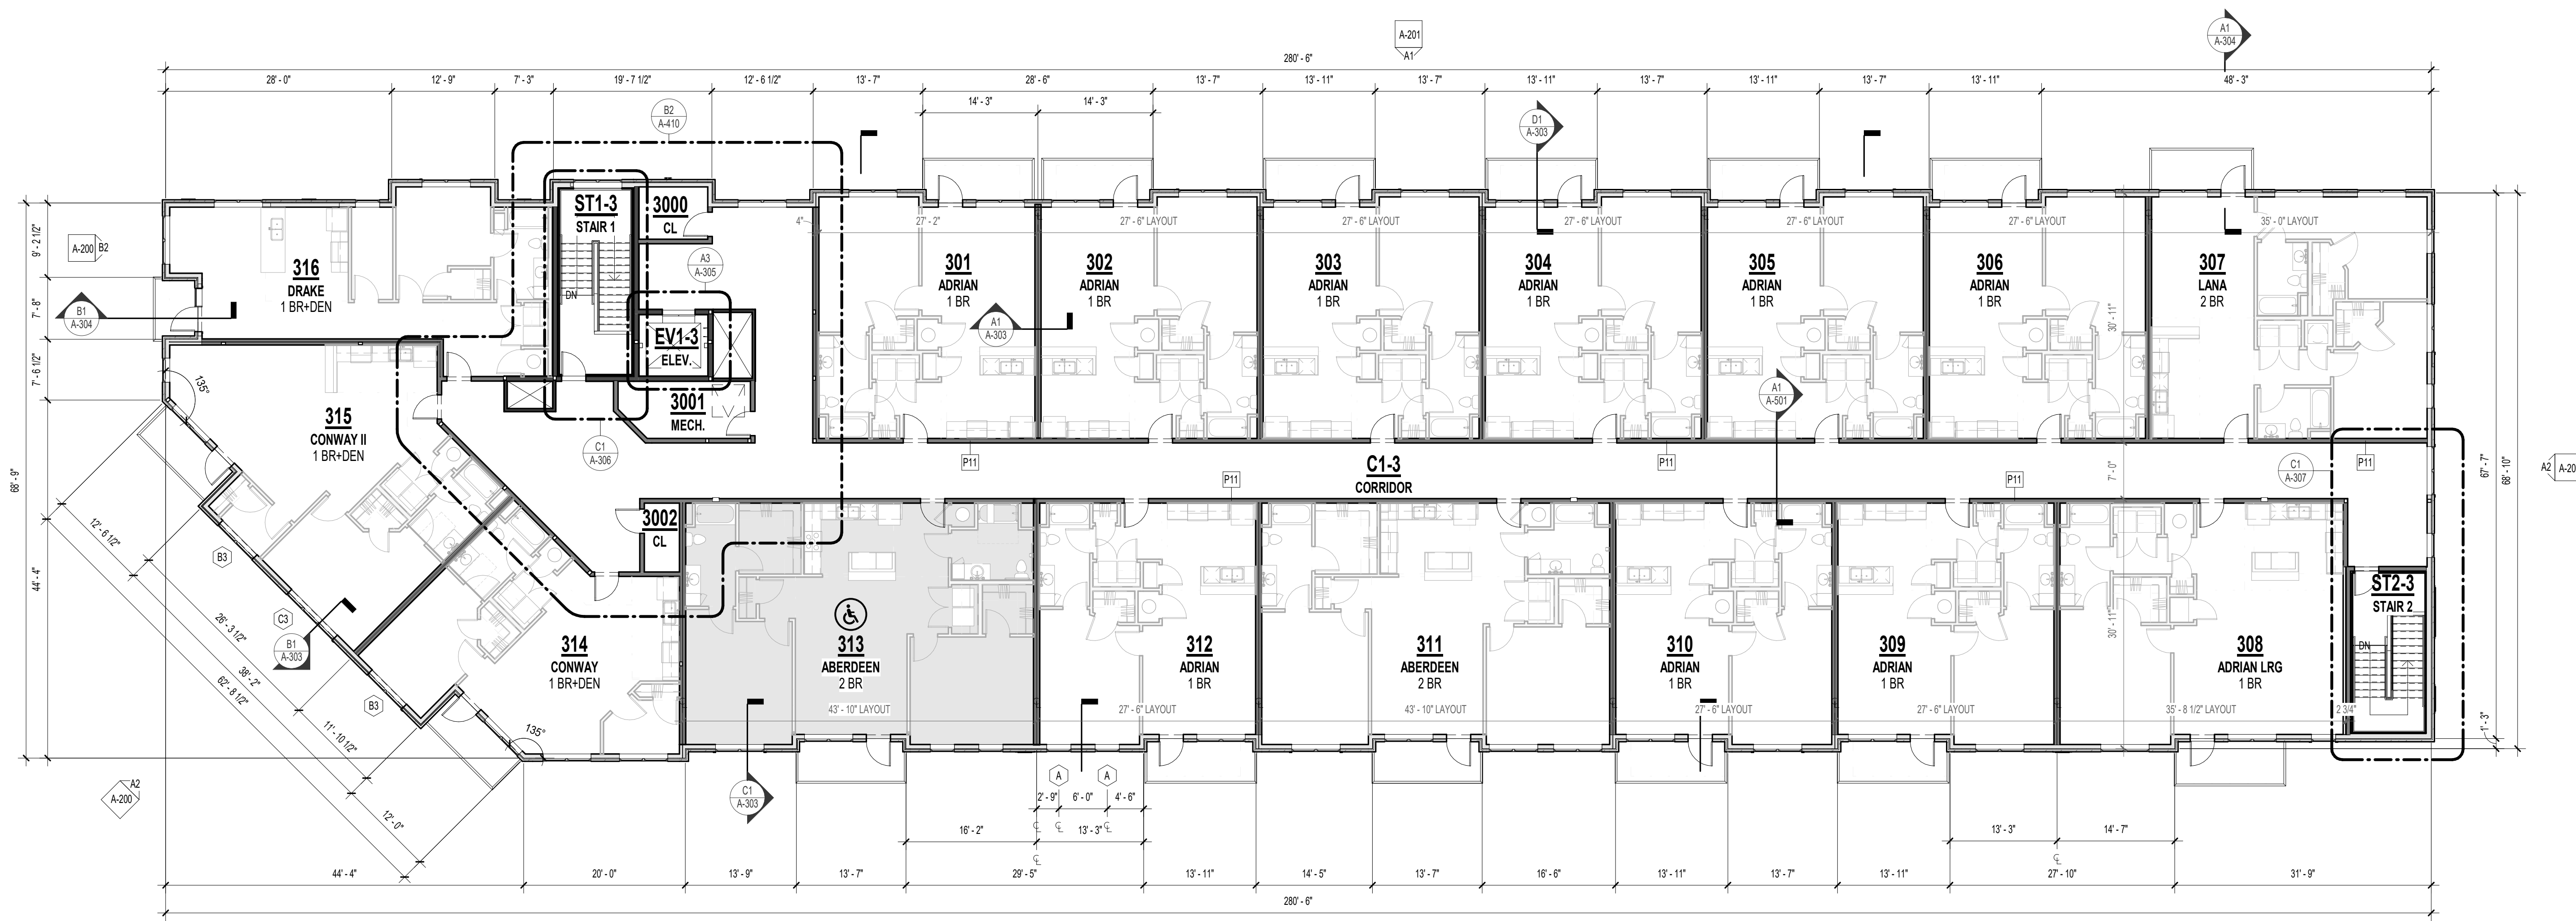 A-201
A1
A1
A-304
280' - 6"
28' - 0"
12' - 9"
7' - 3"
19' - 7 1/2"
12' - 6 1/2"
13' - 7"
28' - 6"
13' - 7"
13' - 11"
13' - 7"
13' - 11"
13' - 7"
13' - 11"
13' - 7"
13' - 11"
48' - 3"
14' - 3"
14' - 3"
B2
A-410
D1
A-303
ST1-3
STAIR 1
DN
3000
CL
4"
27' - 2"
27' - 6" LAYOUT
27' - 6" LAYOUT
27' - 6" LAYOUT
27' - 6" LAYOUT
27' - 6" LAYOUT
35' - 0" LAYOUT
9' - 2 1/2"
7' - 8"
7' - 6 1/2"
68' - 9"
44' - 4"
A-200
B2
A3
A-305
316
DRAKE
1 BR+DEN
301
ADRIAN
1 BR
302
ADRIAN
1 BR
303
ADRIAN
1 BR
304
ADRIAN
1 BR
305
ADRIAN
1 BR
306
ADRIAN
1 BR
307
LANA
2 BR
B1
A-304
A1
A-303
30' - 11"
EV1-3
ELEV.
135°
3001
MECH.
A1
A-501
315
CONWAY II
1 BR+DEN
C1
A-306
P11
P11
P11
P11
P11
C1-3
CORRIDOR
7' - 0"
C1
A-307
67' - 7"
68' - 10"
A2
A-20
3002
CL
12' - 6 1/2"
26' - 3 1/2"
38' - 2"
62' - 8 1/2"
11' - 10 1/2"
12' - 0"
B3
C3
B1
A-303
B3
135°
314
CONWAY
1 BR+DEN
313
ABERDEEN
2 BR
312
ADRIAN
1 BR
311
ABERDEEN
2 BR
310
ADRIAN
1 BR
309
ADRIAN
1 BR
308
ADRIAN LRG
1 BR
30' - 11"
ST2-3
STAIR 2
DN
43' - 10" LAYOUT
27' - 6" LAYOUT
43' - 10" LAYOUT
27' - 6" LAYOUT
27' - 6" LAYOUT
35' - 8 1/2" LAYOUT
2 3/4"
1' - 3"
A2
A-200
C1
A-303
A
A
2' - 9"
6' - 0"
4' - 6"
16' - 2"
13' - 3"
13' - 3"
14' - 7"
44' - 4"
20' - 0"
13' - 9"
13' - 7"
29' - 5"
13' - 11"
14' - 5"
13' - 7"
16' - 6"
13' - 11"
13' - 7"
13' - 11"
27' - 10"
31' - 9"
280' - 6"